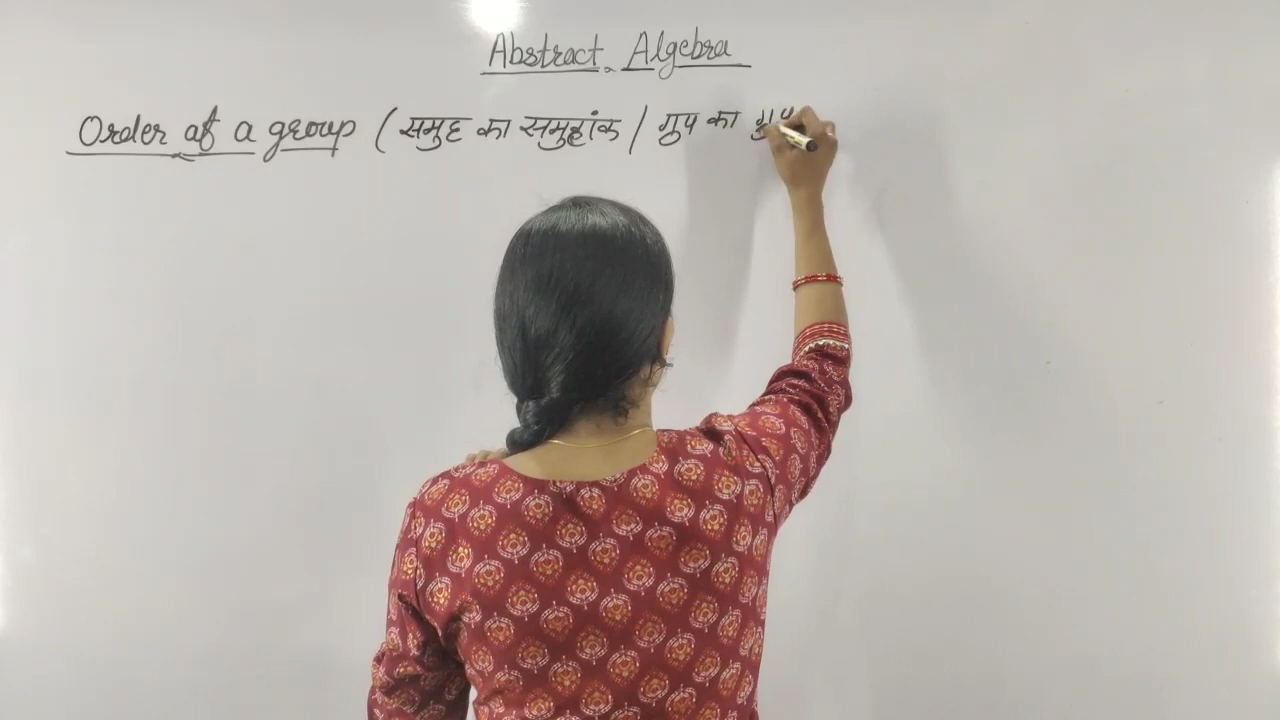 Abstract Algebra
Order of a group ( समुह का समुहांक / ग्रुप का ग्रुप